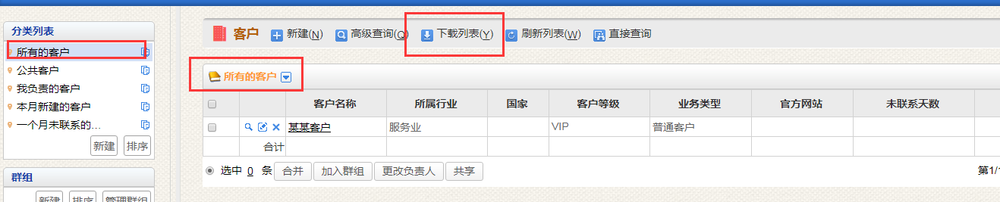 分类列表
所有的客户
公共客户
我负责的客户
本月新建的客户
一个月未联系的...
新建 排序
群组
新建 排序 管理群组
客户 新建(N) 高级查询(Q) 下载列表(Y) 刷新列表(W) 直接查询
所有的客户
客户名称 所属行业 国家 客户等级 业务类型 官方网站 未联系天数
某某客户 服务业 VIP 普通客户
合计
选中 0 条 合并 加入群组 更改负责人 共享 第1/